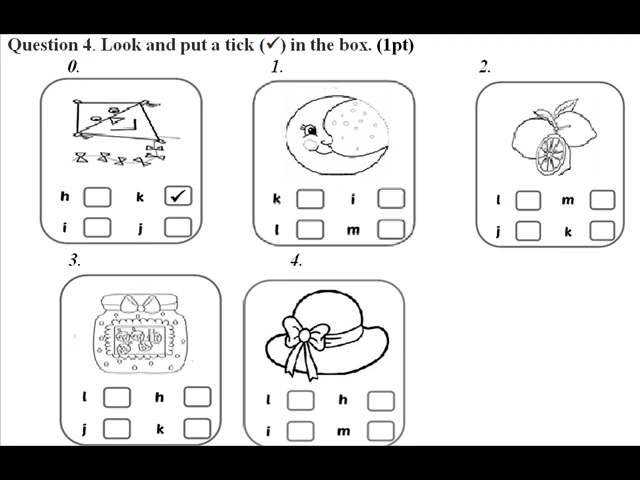 Question 4. Look and put a tick (✓) in the box. (1pt)
0. 1. 2.
h k ✓ k i l m
i j l m j k
3. 4.
l h l h
j k i m